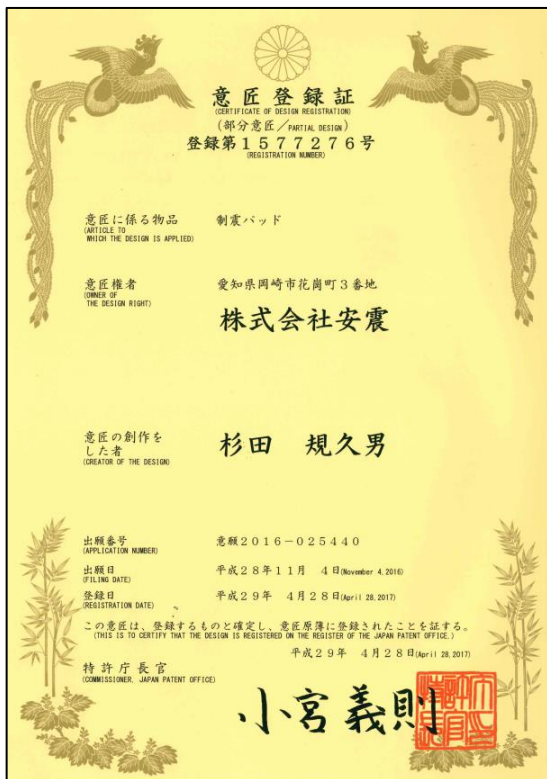 意匠登録証
(CERTIFICATE OF DESIGN REGISTRATION)
(部分意匠/PARTIAL DESIGN)
登録第1577276号
(REGISTRATION NUMBER)
意匠に係る物品 制震パッド
(ARTICLE TO
WHICH THE DESIGN IS APPLIED)
意匠権者 愛知県岡崎市花崗町3番地
(OWNER OF
THE DESIGN RIGHT)
株式会社安震
意匠の創作を
した者 杉田 規久男
(CREATOR OF THE DESIGN)
出願番号 意願2016-025440
(APPLICATION NUMBER)
出願日 平成28年11月 4日(November 4,2016)
(FILING DATE)
登録日 平成29年 4月28日(April 28,2017)
(REGISTRATION DATE)
この意匠は、登録するものと確定し、意匠原簿に登録されたことを証する。
(THIS IS TO CERTIFY THAT THE DESIGN IS REGISTERED ON THE REGISTER OF THE JAPAN PATENT OFFICE.)
平成29年 4月28日(April 28,2017)
特許庁長官
(COMMISSIONER, JAPAN PATENT OFFICE)
小宮義則